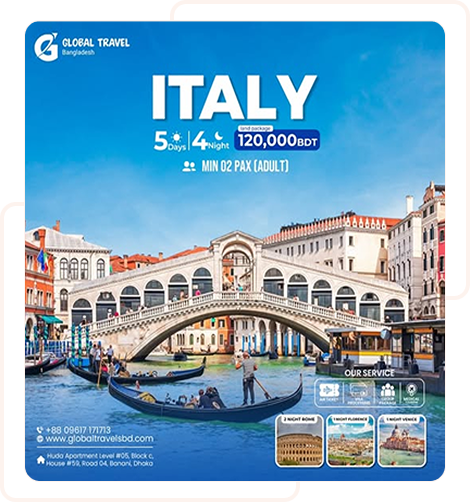 GLOBAL TRAVEL
Bangladesh
ITALY
5 Days 4 Night
land package
120,000BDT
MIN 02 PAX (ADULT)
OUR SERVICE
AIR TICKET
2 NIGHT ROME
1 NIGHT FLORENCE
1 NIGHT VENICE
+88 09617 171713
www.globaltravelsbd.com
Huda Apartment Level #05, Block c,
House #59, Road 04, Banani, Dhaka